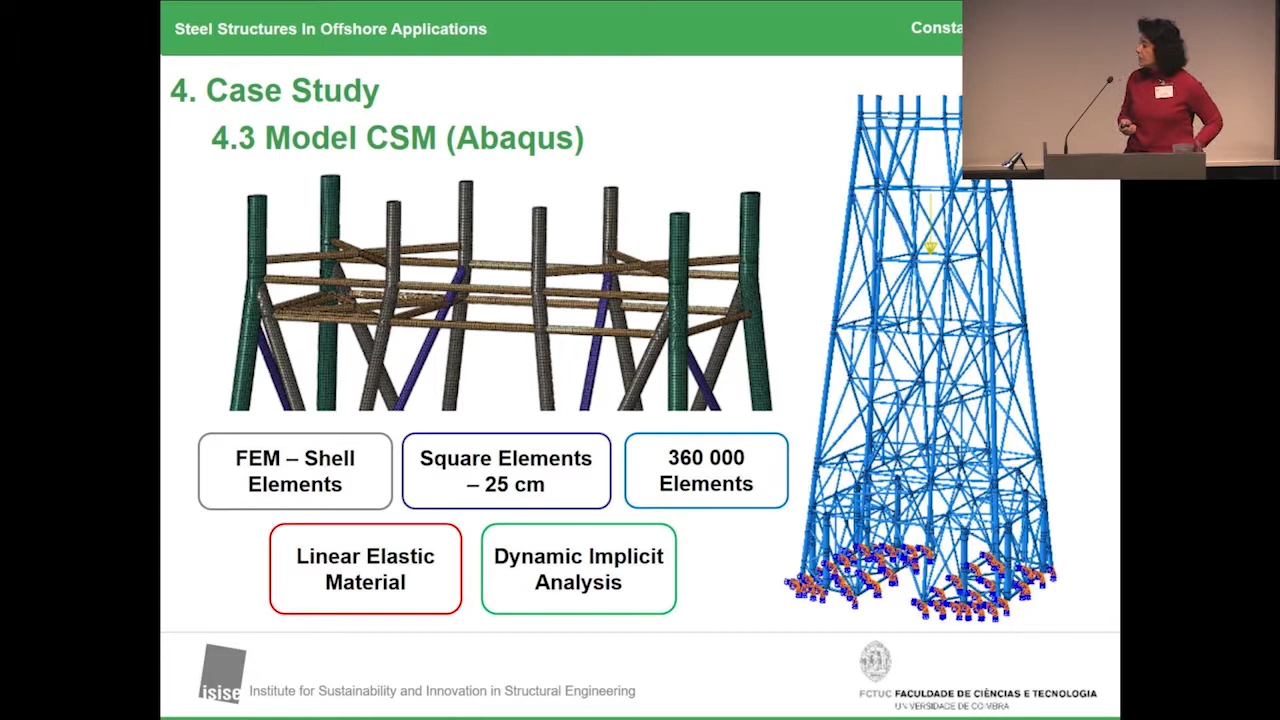 Steel Structures In Offshore Applications
Consta
4. Case Study
4.3 Model CSM (Abaqus)
FEM – Shell
Elements
Square Elements
– 25 cm
360 000
Elements
Linear Elastic
Material
Dynamic Implicit
Analysis
isise
Institute for Sustainability and Innovation in Structural Engineering
FCTUC FACULDADE DE CIÊNCIAS E TECNOLOGIA
UNIVERSIDADE DE COIMBRA